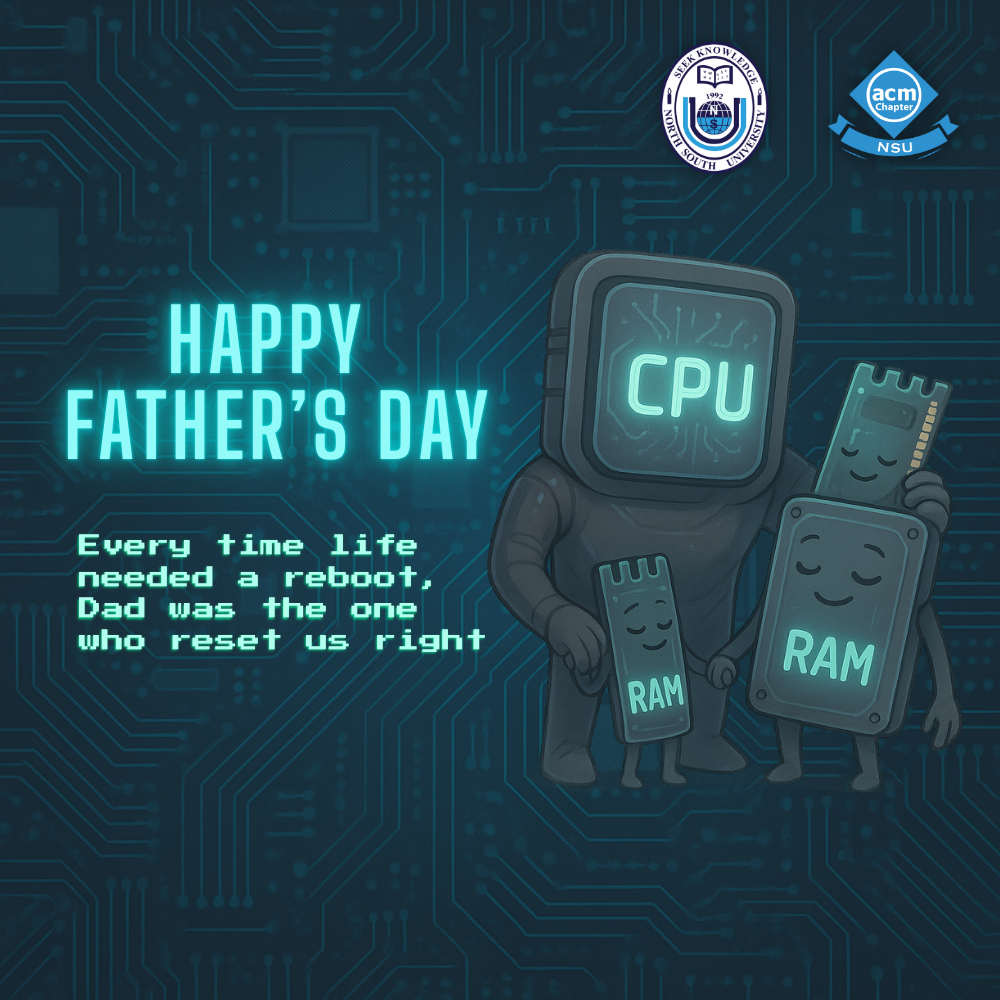 SEEK KNOWLEDGE
1992
N
S
NORTH SOUTH UNIVERSITY
acm
Chapter
NSU
HAPPY
FATHER'S DAY
Every time life
needed a reboot,
Dad was the one
who reset us right
CPU
RAM
RAM